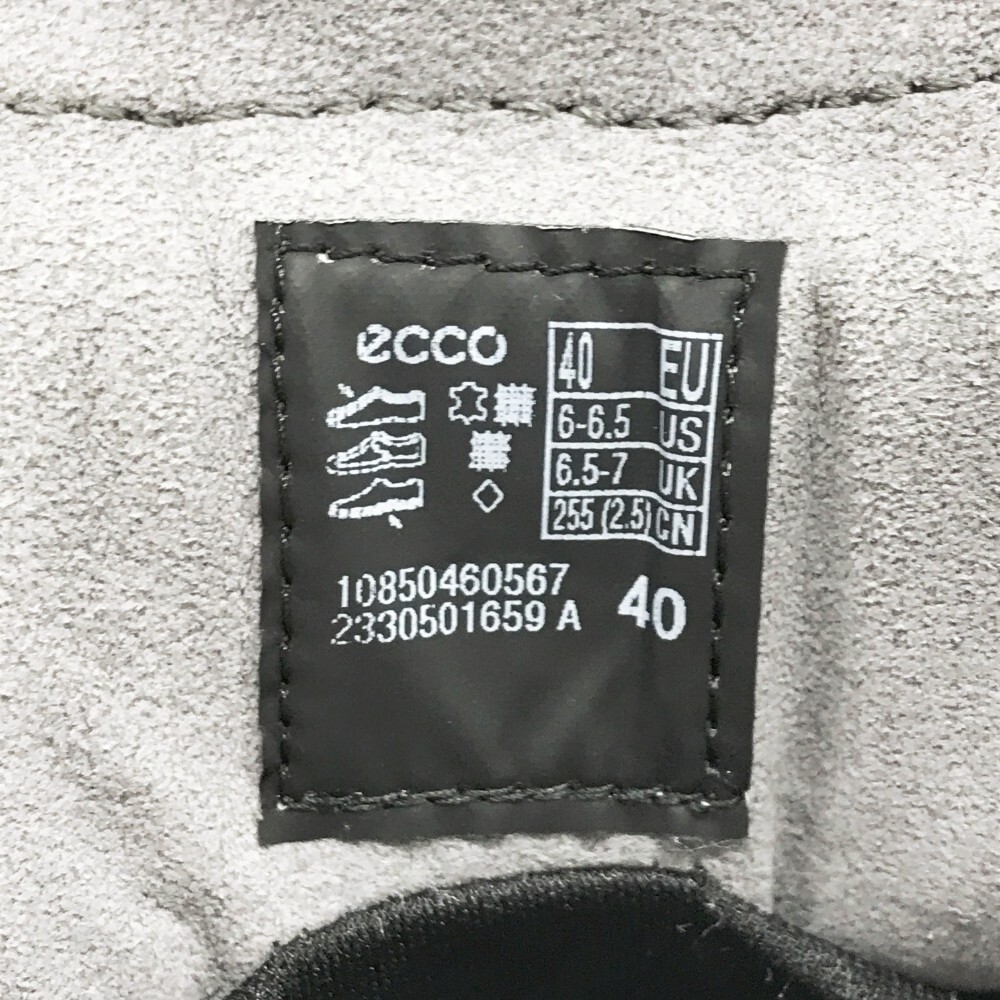 ecco
40 EU
6-6.5 US
6.5-7 UK
255 (2.5) CN
10850460567
2330501659 A
40